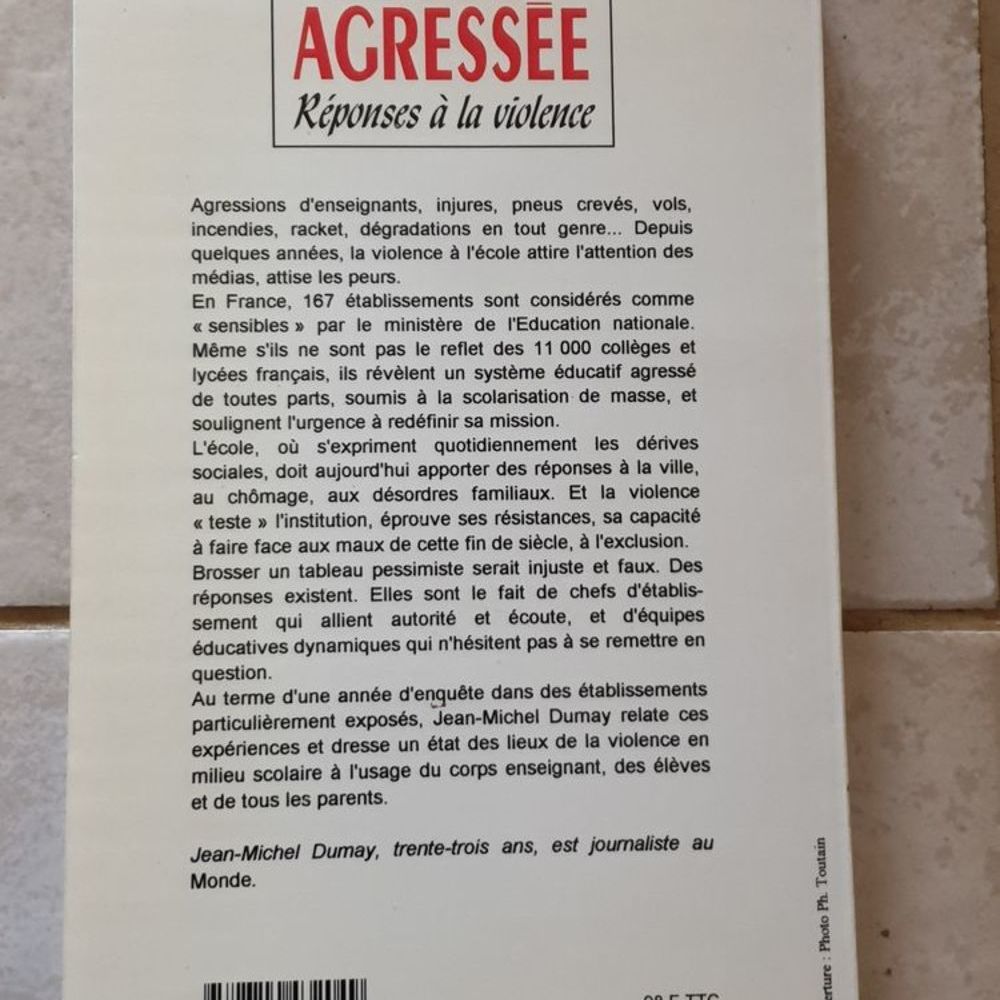 AGRESSÉE
Réponses à la violence
Agressions d'enseignants, injures, pneus crevés, vols,
incendies, racket, dégradations en tout genre... Depuis
quelques années, la violence à l'école attire l'attention des
médias, attise les peurs.
En France, 167 établissements sont considérés comme
« sensibles » par le ministère de l'Education nationale.
Même s'ils ne sont pas le reflet des 11 000 collèges et
lycées français, ils révèlent un système éducatif agressé
de toutes parts, soumis à la scolarisation de masse, et
soulignent l'urgence à redéfinir sa mission.
L'école, où s'expriment quotidiennement les dérives
sociales, doit aujourd'hui apporter des réponses à la ville,
au chômage, aux désordres familiaux. Et la violence
« teste » l'institution, éprouve ses résistances, sa capacité
à faire face aux maux de cette fin de siècle, à l'exclusion.
Brosser un tableau pessimiste serait injuste et faux. Des
réponses existent. Elles sont le fait de chefs d'établis-
sement qui allient autorité et écoute, et d'équipes
éducatives dynamiques qui n'hésitent pas à se remettre en
question.
Au terme d'une année d'enquête dans des établissements
particulièrement exposés, Jean-Michel Dumay relate ces
expériences et dresse un état des lieux de la violence en
milieu scolaire à l'usage du corps enseignant, des élèves
et de tous les parents.
Jean-Michel Dumay, trente-trois ans, est journaliste au
Monde.
: Photo Ph. Toutain